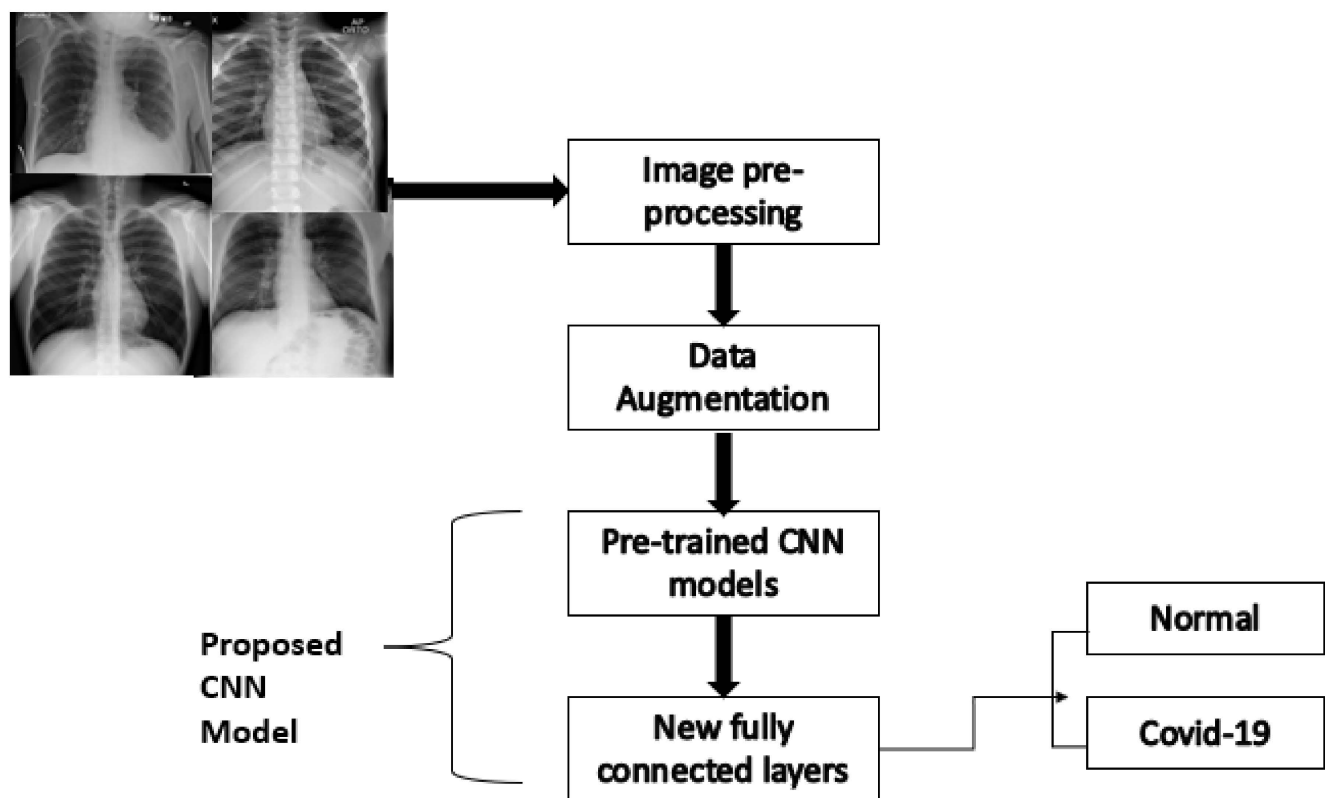 AP
ORTO
Image pre-
processing
Data
Augmentation
Pre-trained CNN
models
Proposed
CNN
Model
New fully
connected layers
Normal
Covid-19